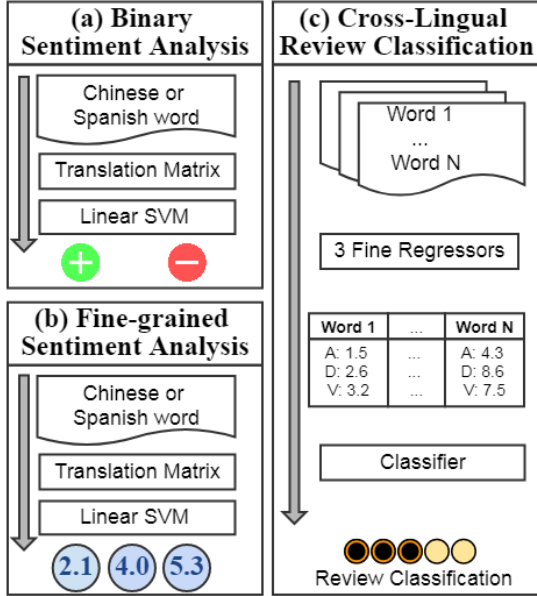 (a) Binary
Sentiment Analysis
Chinese or
Spanish word
Translation Matrix
Linear SVM
+ −
(b) Fine-grained
Sentiment Analysis
Chinese or
Spanish word
Translation Matrix
Linear SVM
2.1 4.0 5.3
(c) Cross-Lingual
Review Classification
Word 1
...
Word N
3 Fine Regressors
Word 1 ... Word N
A: 1.5 ... A: 4.3
D: 2.6 ... D: 8.6
V: 3.2 ... V: 7.5
Classifier
Review Classification